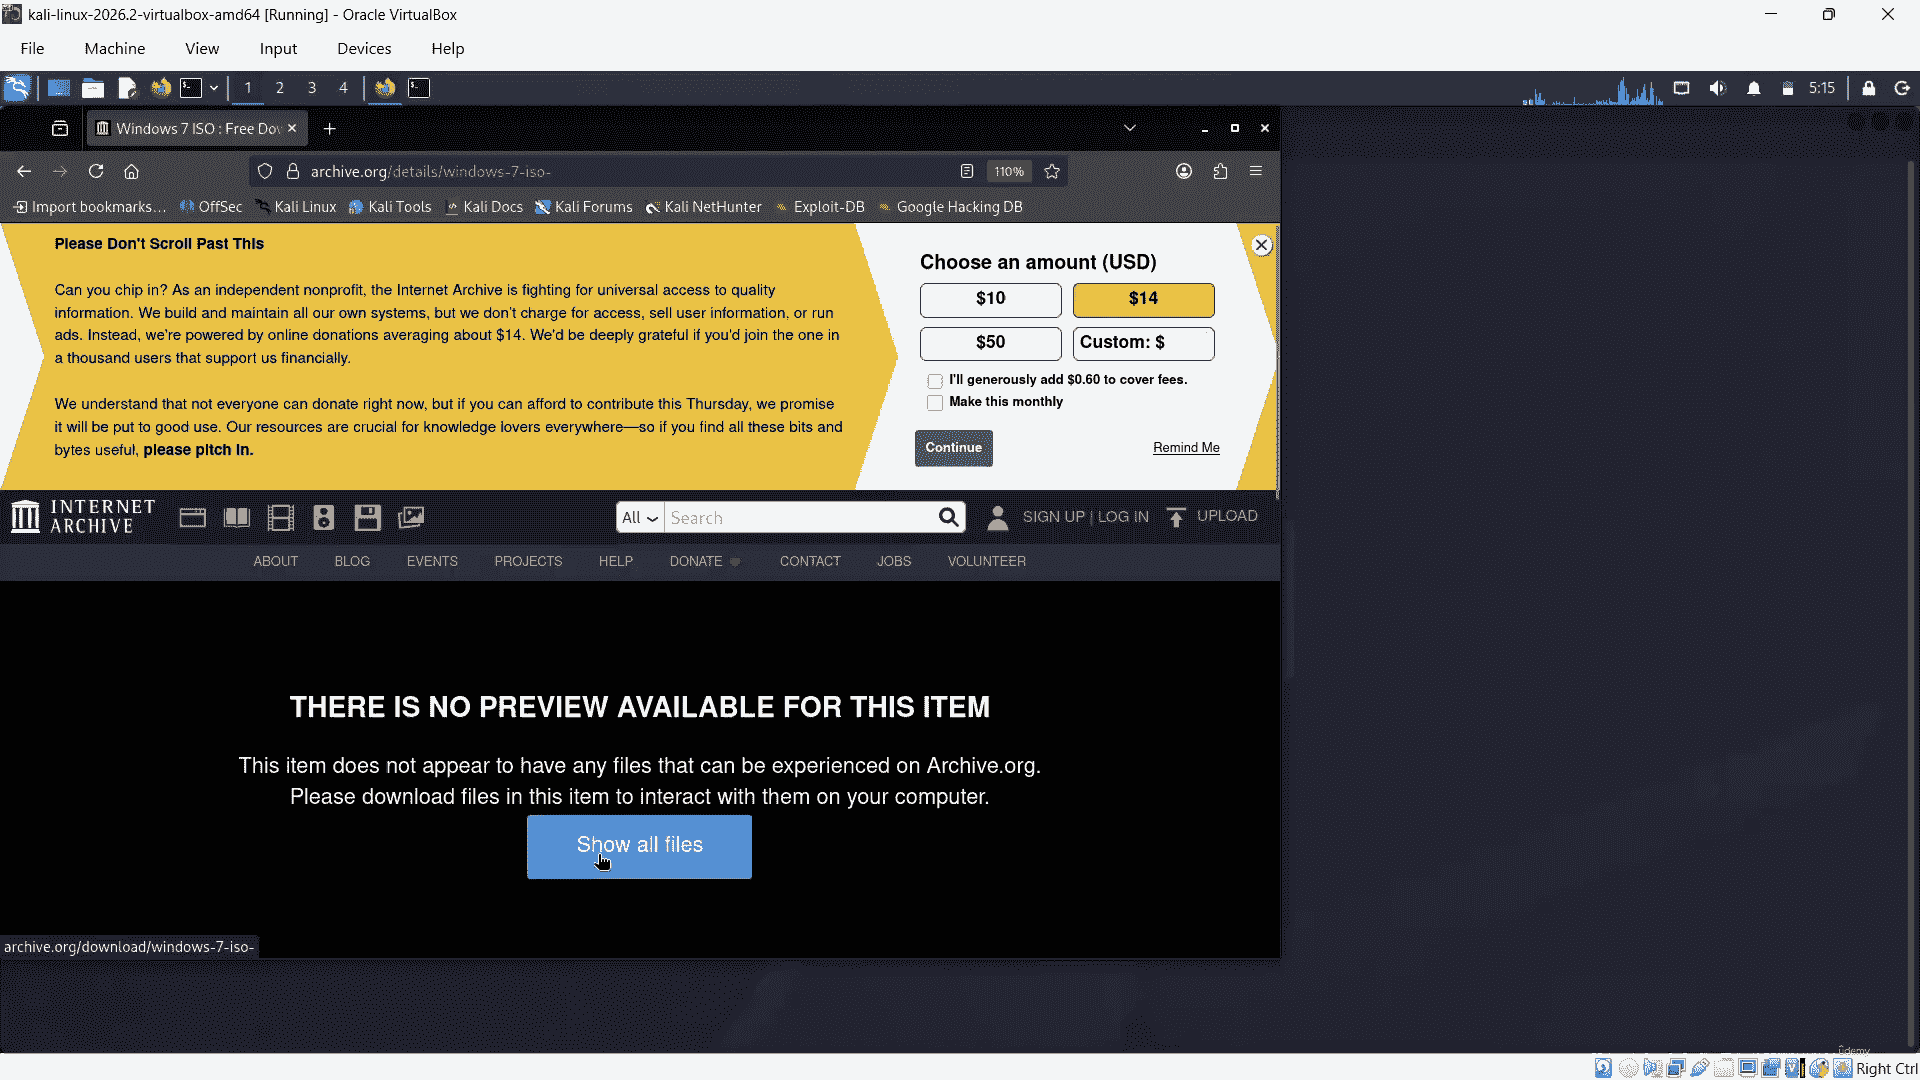 kali-linux-2026.2-virtualbox-amd64 [Running] - Oracle VirtualBox
File Machine View Input Devices Help
1 2 3 4 5:15
Windows 7 ISO : Free Dov
archive.org/details/windows-7-iso- 110%
Import bookmarks... OffSec Kali Linux Kali Tools Kali Docs Kali Forums Kali NetHunter Exploit-DB Google Hacking DB
Please Don't Scroll Past This
Can you chip in? As an independent nonprofit, the Internet Archive is fighting for universal access to quality
information. We build and maintain all our own systems, but we don't charge for access, sell user information, or run
ads. Instead, we're powered by online donations averaging about $14. We'd be deeply grateful if you'd join the one in
a thousand users that support us financially.
We understand that not everyone can donate right now, but if you can afford to contribute this Thursday, we promise
it will be put to good use. Our resources are crucial for knowledge lovers everywhere—so if you find all these bits and
bytes useful, please pitch in.
Choose an amount (USD)
$10 $14
$50 Custom: $
I'll generously add $0.60 to cover fees.
Make this monthly
Continue Remind Me
INTERNET
ARCHIVE
All Search SIGN UP | LOG IN UPLOAD
ABOUT BLOG EVENTS PROJECTS HELP DONATE CONTACT JOBS VOLUNTEER
THERE IS NO PREVIEW AVAILABLE FOR THIS ITEM
This item does not appear to have any files that can be experienced on Archive.org.
Please download files in this item to interact with them on your computer.
Show all files
archive.org/download/windows-7-iso-
ûdemy
Right Ctrl